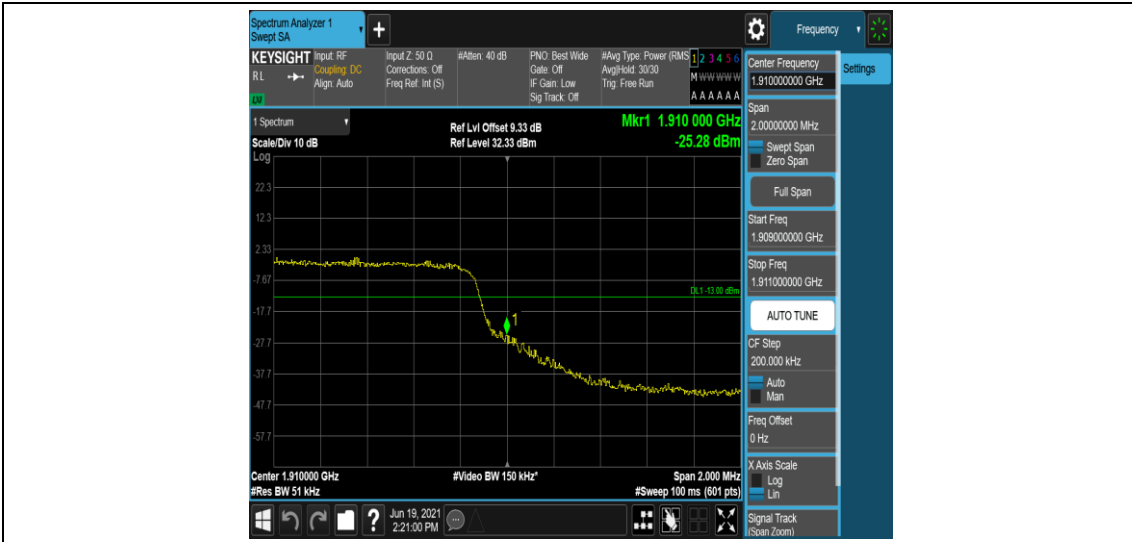 Spectrum Analyzer 1
Swept SA
Frequency
KEYSIGHT
RL
LXI
Input: RF
Coupling: DC
Align: Auto
Input Z: 50 Ω
Corrections: Off
Freq Ref: Int (S)
#Atten: 40 dB
PNO: Best Wide
Gate: Off
IF Gain: Low
Sig Track: Off
#Avg Type: Power (RMS
Avg|Hold: 30/30
Trig: Free Run
1 2 3 4 5 6
M W W W W W
A A A A A A
1 Spectrum
Scale/Div 10 dB
Log
Ref Lvl Offset 9.33 dB
Ref Level 32.33 dBm
Mkr1 1.910 000 GHz
-25.28 dBm
22.3
12.3
2.33
-7.67
-17.7
-27.7
-37.7
-47.7
-57.7
DL1 -13.00 dBm
1
Center 1.910000 GHz
#Res BW 51 kHz
#Video BW 150 kHz*
Span 2.000 MHz
#Sweep 100 ms (601 pts)
Jun 19, 2021
2:21:00 PM
Center Frequency
1.910000000 GHz
Settings
Span
2.00000000 MHz
Swept Span
Zero Span
Full Span
Start Freq
1.909000000 GHz
Stop Freq
1.911000000 GHz
AUTO TUNE
CF Step
200.000 kHz
Auto
Man
Freq Offset
0 Hz
X Axis Scale
Log
Lin
Signal Track
(Span Zoom)